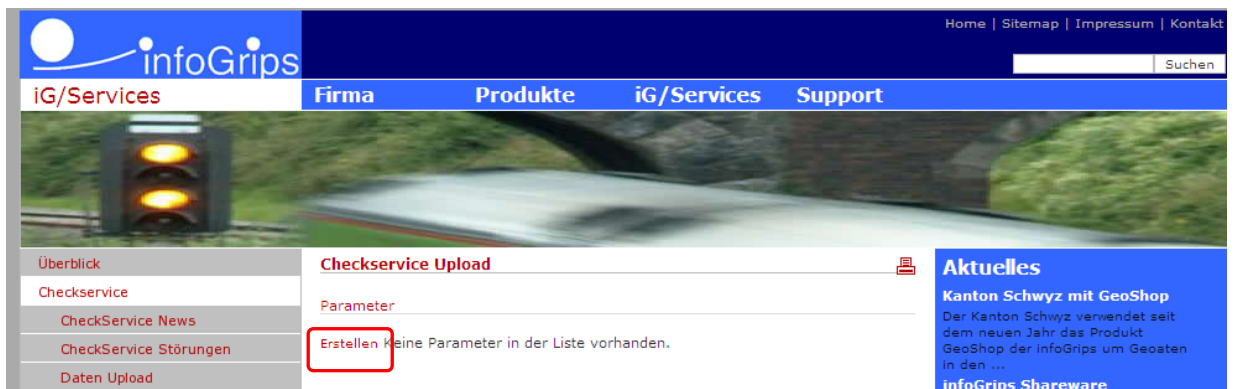 Home | Sitemap | Impressum | Kontakt
infoGrips
Suchen
iG/Services
Firma Produkte iG/Services Support
Überblick
Checkservice
CheckService News
CheckService Störungen
Daten Upload
Checkservice Upload
Parameter
Erstellen Keine Parameter in der Liste vorhanden.
Aktuelles
Kanton Schwyz mit GeoShop
Der Kanton Schwyz verwendet seit
dem neuen Jahr das Produkt
GeoShop der infoGrips um Geoaten
in den ...
infoGrips Shareware